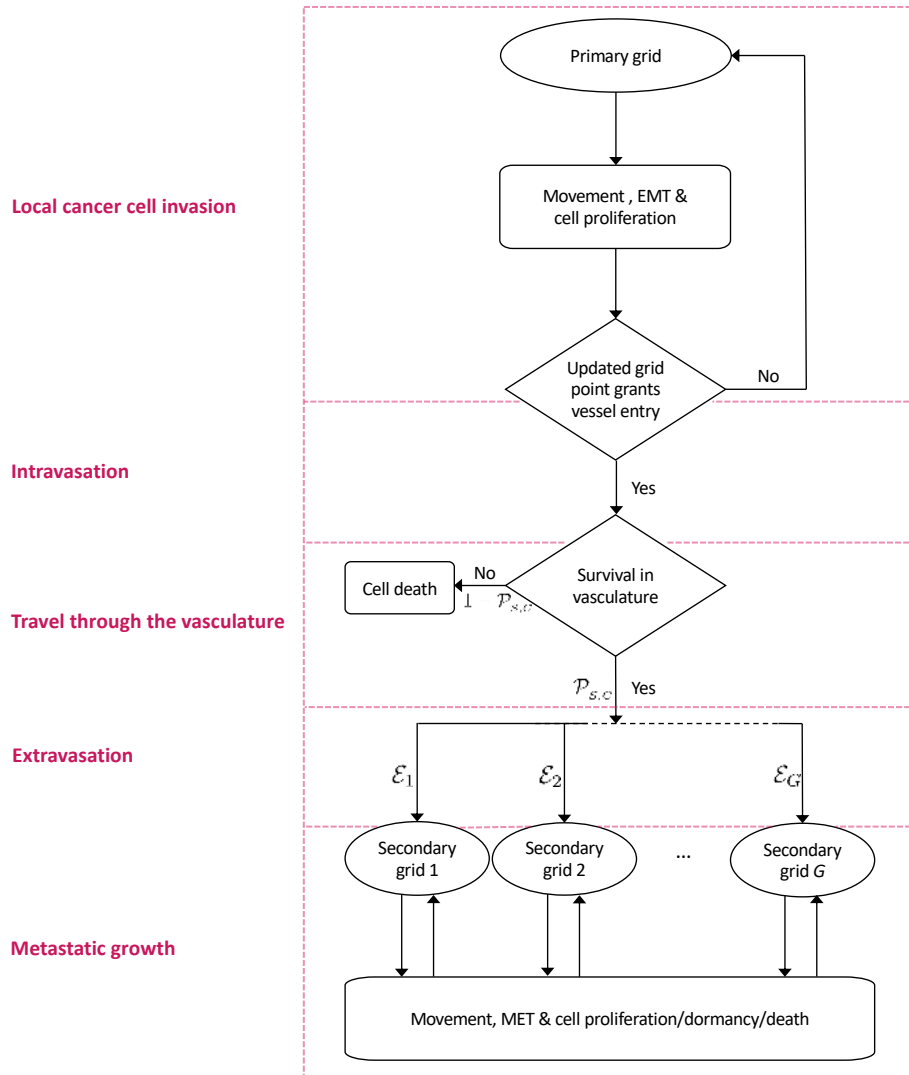 Primary grid
Local cancer cell invasion
Movement , EMT &
cell proliferation
Updated grid
point grants
vessel entry
No
Intravasation
Yes
Travel through the vasculature
Cell death
No
1 − 𝒫s,c
Survival in
vasculature
𝒫s,c
Yes
Extravasation
ℰ1
ℰ2
ℰG
Secondary
grid 1
Secondary
grid 2
...
Secondary
grid G
Metastatic growth
Movement, MET & cell proliferation/dormancy/death